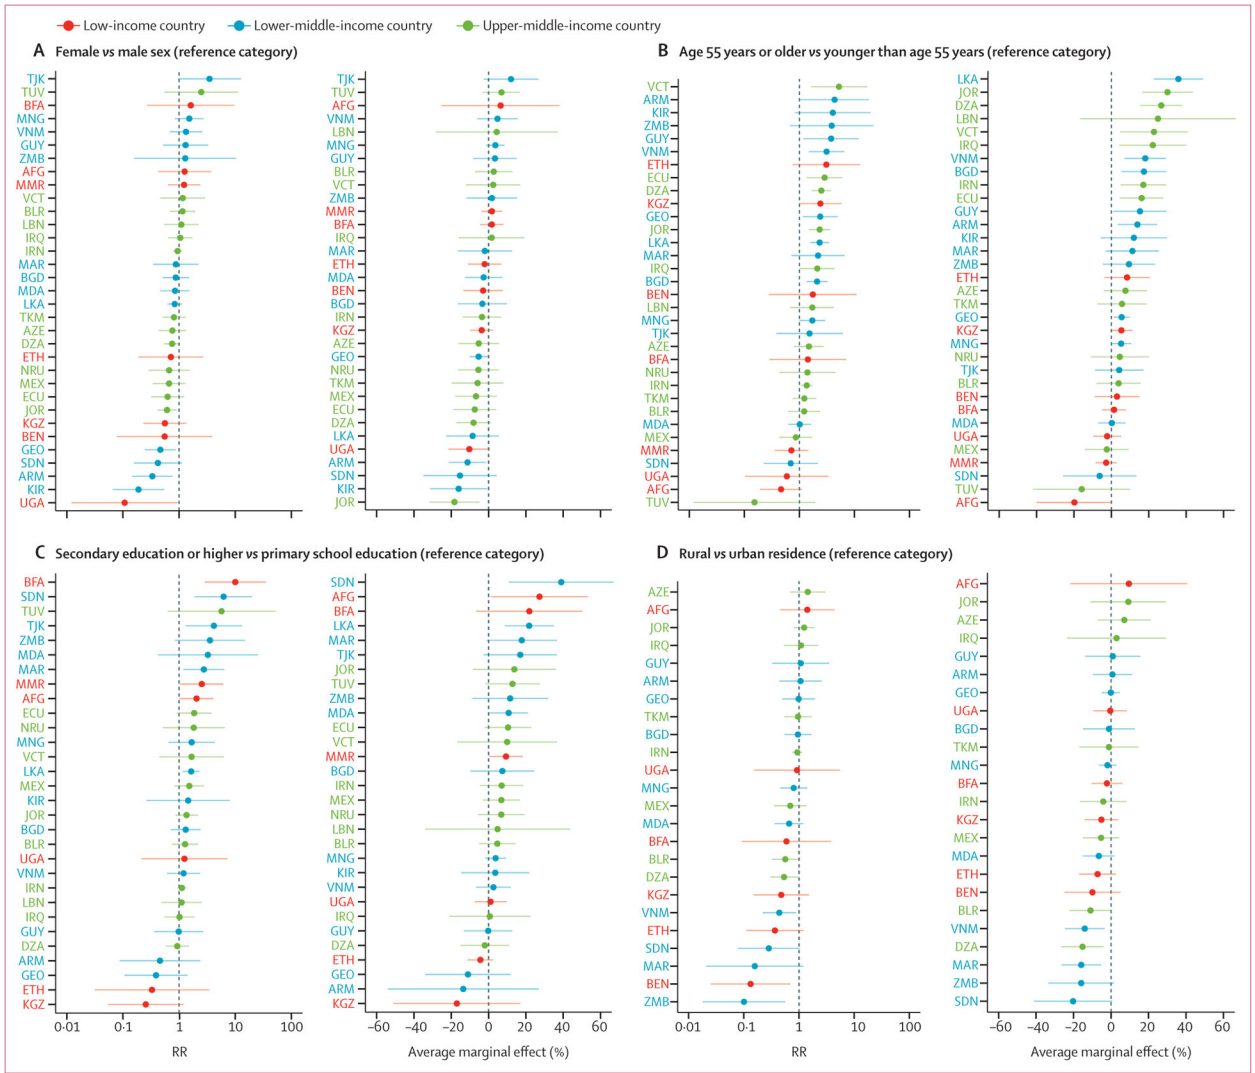 Low-income country Lower-middle-income country Upper-middle-income country
A Female vs male sex (reference category)
TJK
TUV
BFA
MNG
VNM
GUY
ZMB
AFG
MMR
VCT
BLR
LBN
IRQ
IRN
MAR
BGD
MDA
LKA
TKM
AZE
DZA
ETH
NRU
MEX
ECU
JOR
KGZ
BEN
GEO
SDN
ARM
KIR
UGA
TJK
TUV
AFG
VNM
LBN
MNG
GUY
BLR
VCT
ZMB
MMR
BFA
IRQ
MAR
ETH
MDA
BEN
BGD
IRN
KGZ
AZE
GEO
NRU
TKM
MEX
ECU
DZA
LKA
UGA
ARM
SDN
KIR
JOR
B Age 55 years or older vs younger than age 55 years (reference category)
VCT
ARM
KIR
ZMB
GUY
VNM
ETH
ECU
DZA
KGZ
GEO
JOR
LKA
MAR
IRQ
BGD
BEN
LBN
MNG
TJK
AZE
BFA
NRU
IRN
TKM
BLR
MDA
MEX
MMR
SDN
UGA
AFG
TUV
LKA
JOR
DZA
LBN
VCT
IRQ
VNM
BGD
IRN
ECU
GUY
ARM
KIR
MAR
ZMB
ETH
AZE
TKM
GEO
KGZ
MNG
NRU
TJK
BLR
BEN
BFA
MDA
UGA
MEX
MMR
SDN
TUV
AFG
C Secondary education or higher vs primary school education (reference category)
BFA
SDN
TUV
TJK
ZMB
MDA
MAR
MMR
AFG
ECU
NRU
MNG
VCT
LKA
MEX
KIR
JOR
BGD
BLR
UGA
VNM
IRN
LBN
IRQ
GUY
DZA
ARM
GEO
ETH
KGZ
0·01 0·1 1 10 100
RR
SDN
AFG
BFA
LKA
MAR
TJK
JOR
TUV
ZMB
MDA
ECU
VCT
MMR
BGD
IRN
MEX
NRU
LBN
BLR
MNG
KIR
VNM
UGA
IRQ
GUY
DZA
ETH
GEO
ARM
KGZ
−60 −40 −20 0 20 40 60
Average marginal effect (%)
D Rural vs urban residence (reference category)
AZE
AFG
JOR
IRQ
GUY
ARM
GEO
TKM
BGD
IRN
UGA
MNG
MEX
MDA
BFA
BLR
DZA
KGZ
VNM
ETH
SDN
MAR
BEN
ZMB
0·01 0·1 1 10 100
RR
AFG
JOR
AZE
IRQ
GUY
ARM
GEO
UGA
BGD
TKM
MNG
BFA
IRN
KGZ
MEX
MDA
ETH
BEN
BLR
VNM
DZA
MAR
ZMB
SDN
−60 −40 −20 0 20 40 60
Average marginal effect (%)